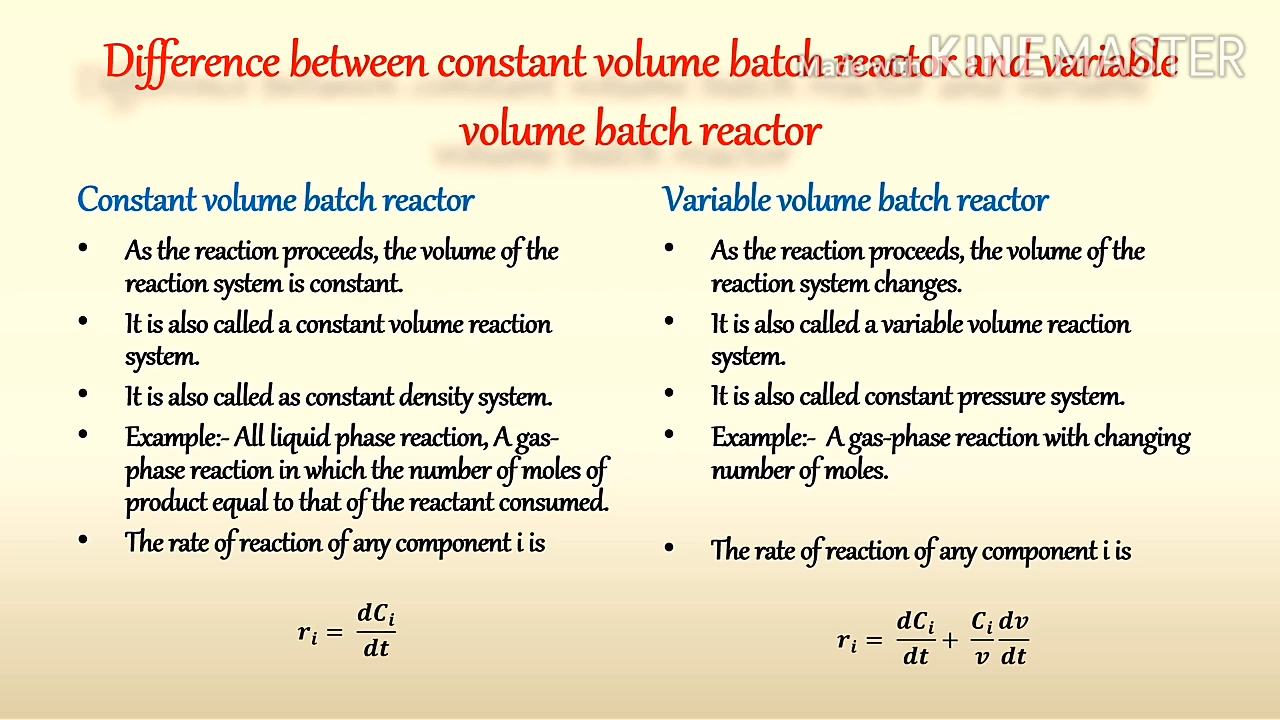 Difference between constant volume batch reactor and variable
volume batch reactor
Made with KINEMASTER
Constant volume batch reactor
• As the reaction proceeds, the volume of the
reaction system is constant.
• It is also called a constant volume reaction
system.
• It is also called as constant density system.
• Example:- All liquid phase reaction, A gas-
phase reaction in which the number of moles of
product equal to that of the reactant consumed.
• The rate of reaction of any component i is
r_i = dC_i/dt
Variable volume batch reactor
• As the reaction proceeds, the volume of the
reaction system changes.
• It is also called a variable volume reaction
system.
• It is also called constant pressure system.
• Example:- A gas-phase reaction with changing
number of moles.
• The rate of reaction of any component i is
r_i = dC_i/dt + C_i/v dv/dt